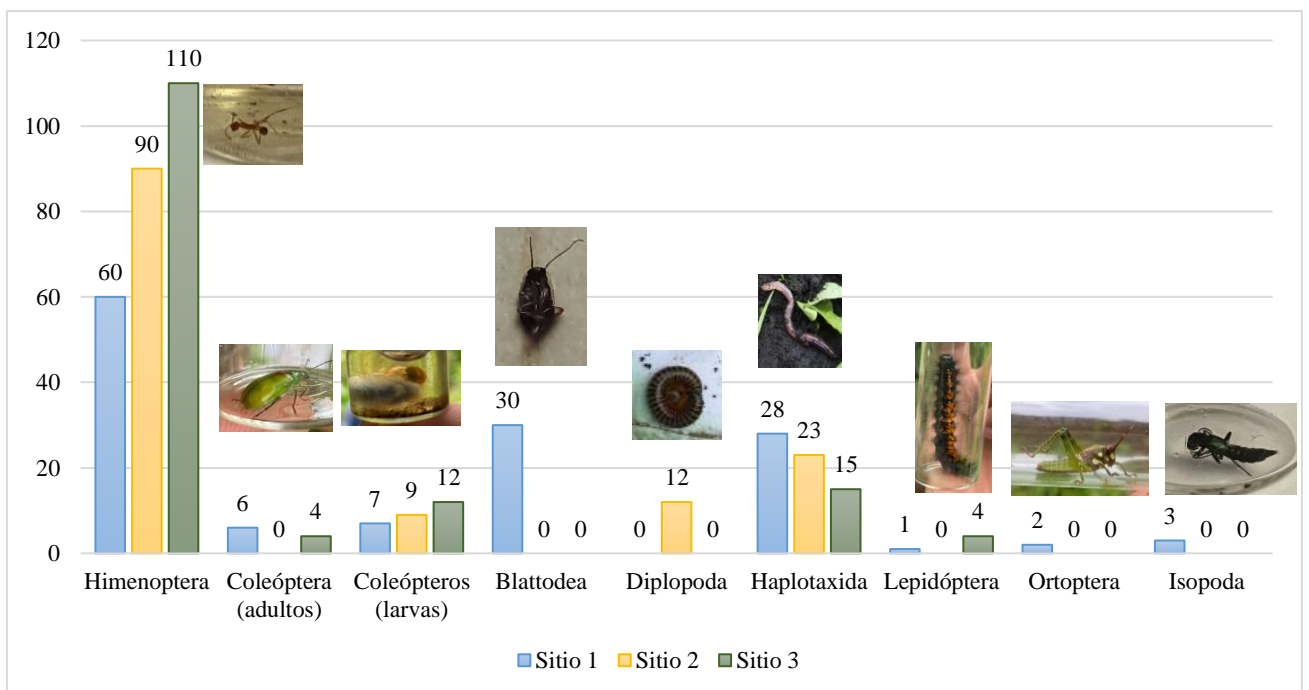 120
100
80
60
40
20
0
60 90 110
6 0 4
7 9 12
30 0 0
0 12 0
28 23 15
1 0 4
2 0 0
3 0 0
Himenoptera
Coleóptera
(adultos)
Coleópteros
(larvas)
Blattodea
Diplopoda
Haplotaxida
Lepidóptera
Ortoptera
Isopoda
Sitio 1 Sitio 2 Sitio 3